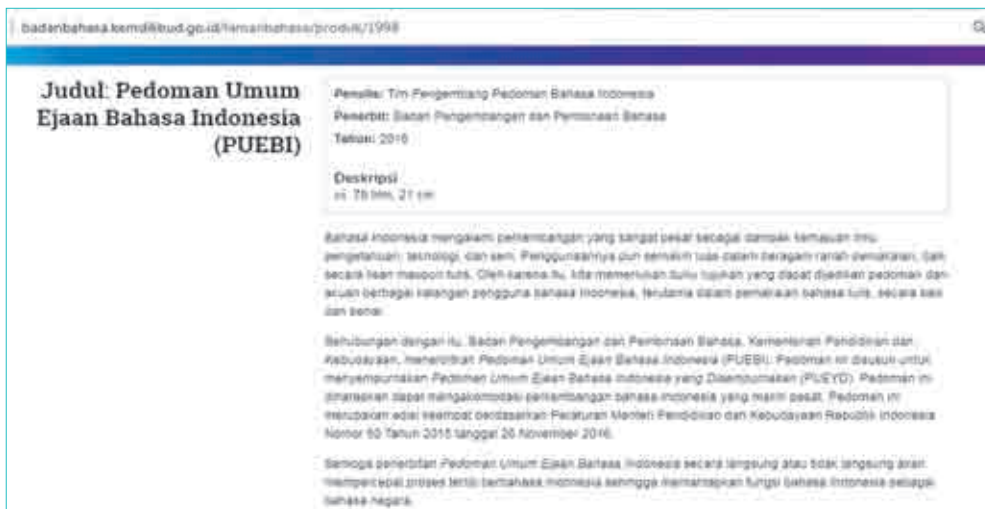 badanbahasa.kemdikbud.go.id/lamanbahasa/produk/1998
Judul: Pedoman Umum
Ejaan Bahasa Indonesia
(PUEBI)
Penulis: Tim Pengembang Pedoman Bahasa Indonesia
Penerbit: Badan Pengembangan dan Pembinaan Bahasa
Tahun: 2016
Deskripsi
xi, 78 hlm, 21 cm
Bahasa Indonesia mengalami perkembangan yang sangat pesat sebagai dampak kemajuan ilmu
pengetahuan, teknologi, dan seni. Penggunaannya pun semakin luas dalam beragam ranah pemakaian, baik
secara lisan maupun tulis. Oleh karena itu, kita memerlukan buku rujukan yang dapat dijadikan pedoman dan
acuan berbagai kalangan pengguna bahasa Indonesia, terutama dalam pemakaian bahasa tulis, secara baik
dan benar.
Sehubungan dengan itu, Badan Pengembangan dan Pembinaan Bahasa, Kementerian Pendidikan dan
Kebudayaan, menerbitkan Pedoman Umum Ejaan Bahasa Indonesia (PUEBI). Pedoman ini disusun untuk
menyempurnakan Pedoman Umum Ejaan Bahasa Indonesia yang Disempurnakan (PUEYD). Pedoman ini
diharapkan dapat mengakomodasi perkembangan bahasa Indonesia yang makin pesat. Pedoman ini
merupakan edisi keempat berdasarkan Peraturan Menteri Pendidikan dan Kebudayaan Republik Indonesia
Nomor 50 Tahun 2015 tanggal 26 November 2016.
Semoga penerbitan Pedoman Umum Ejaan Bahasa Indonesia secara langsung atau tidak langsung akan
mempercepat proses tertib berbahasa Indonesia sehingga memantapkan fungsi bahasa Indonesia sebagai
bahasa negara.